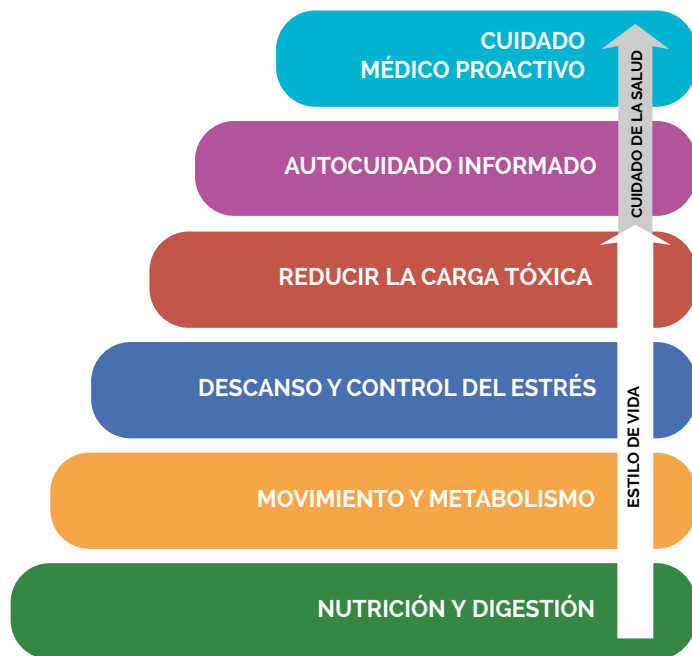 CUIDADO
MÉDICO PROACTIVO
CUIDADO DE LA SALUD
AUTOCUIDADO INFORMADO
REDUCIR LA CARGA TÓXICA
DESCANSO Y CONTROL DEL ESTRÉS
ESTILO DE VIDA
MOVIMIENTO Y METABOLISMO
NUTRICIÓN Y DIGESTIÓN